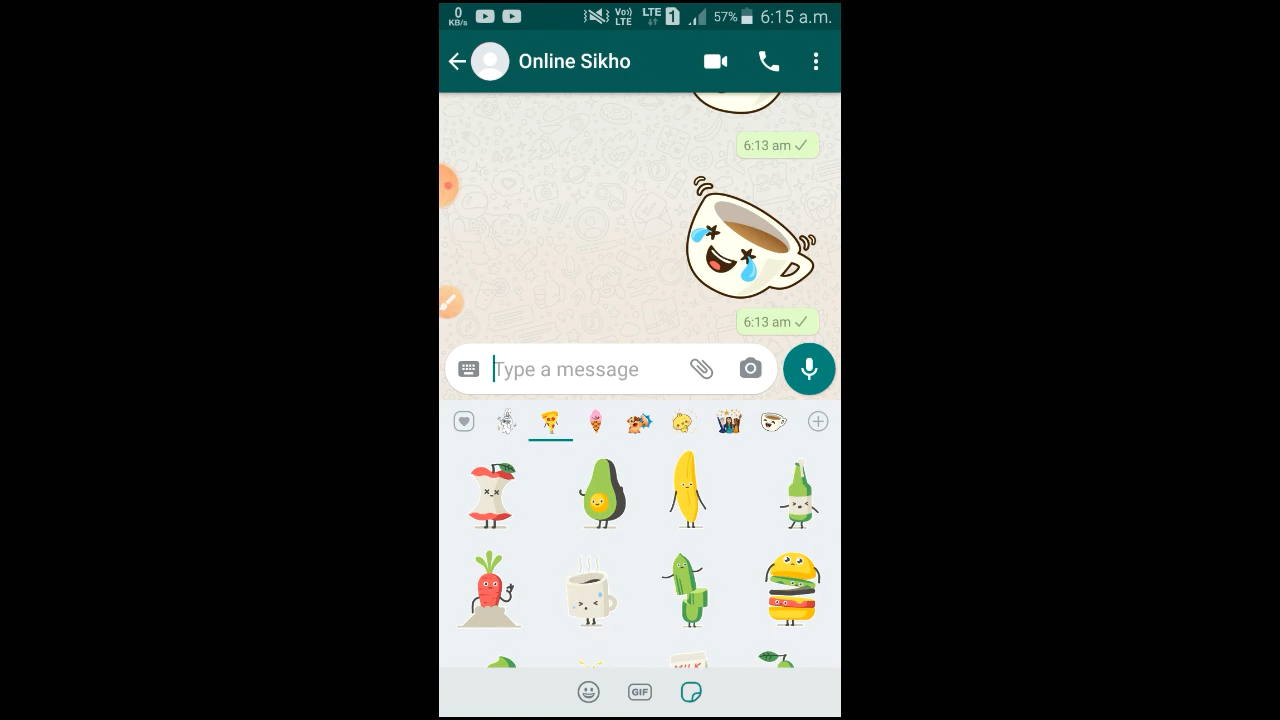 0 KB/s Vo)) LTE LTE 1 57% 6:15 a.m.
Online Sikho
6:13 am
6:13 am
Type a message
MILK
GIF